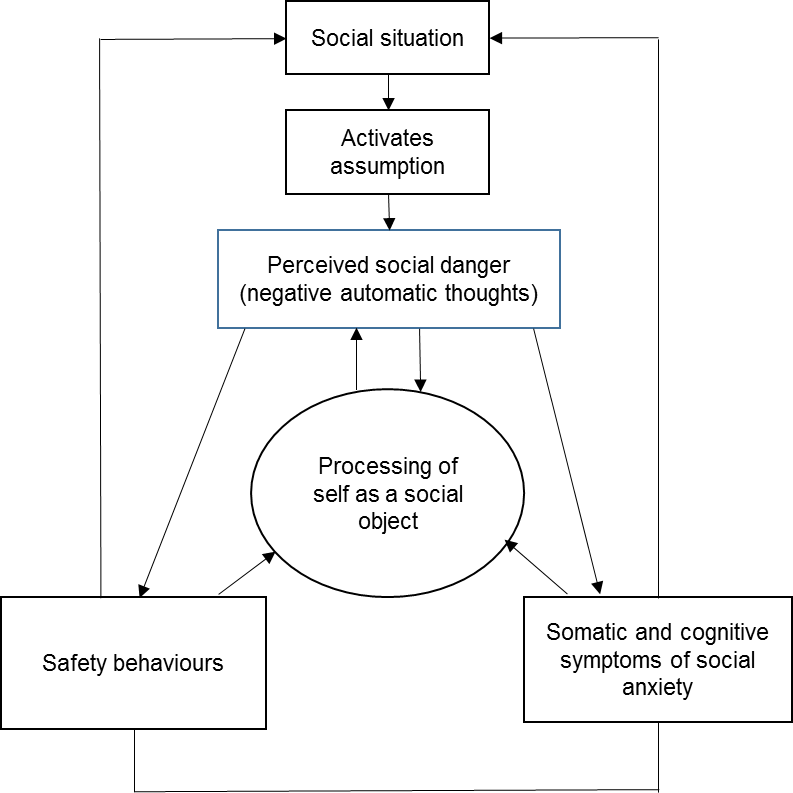 Social situation
Activates
assumption
Perceived social danger
(negative automatic thoughts)
Processing of
self as a social
object
Safety behaviours
Somatic and cognitive
symptoms of social
anxiety